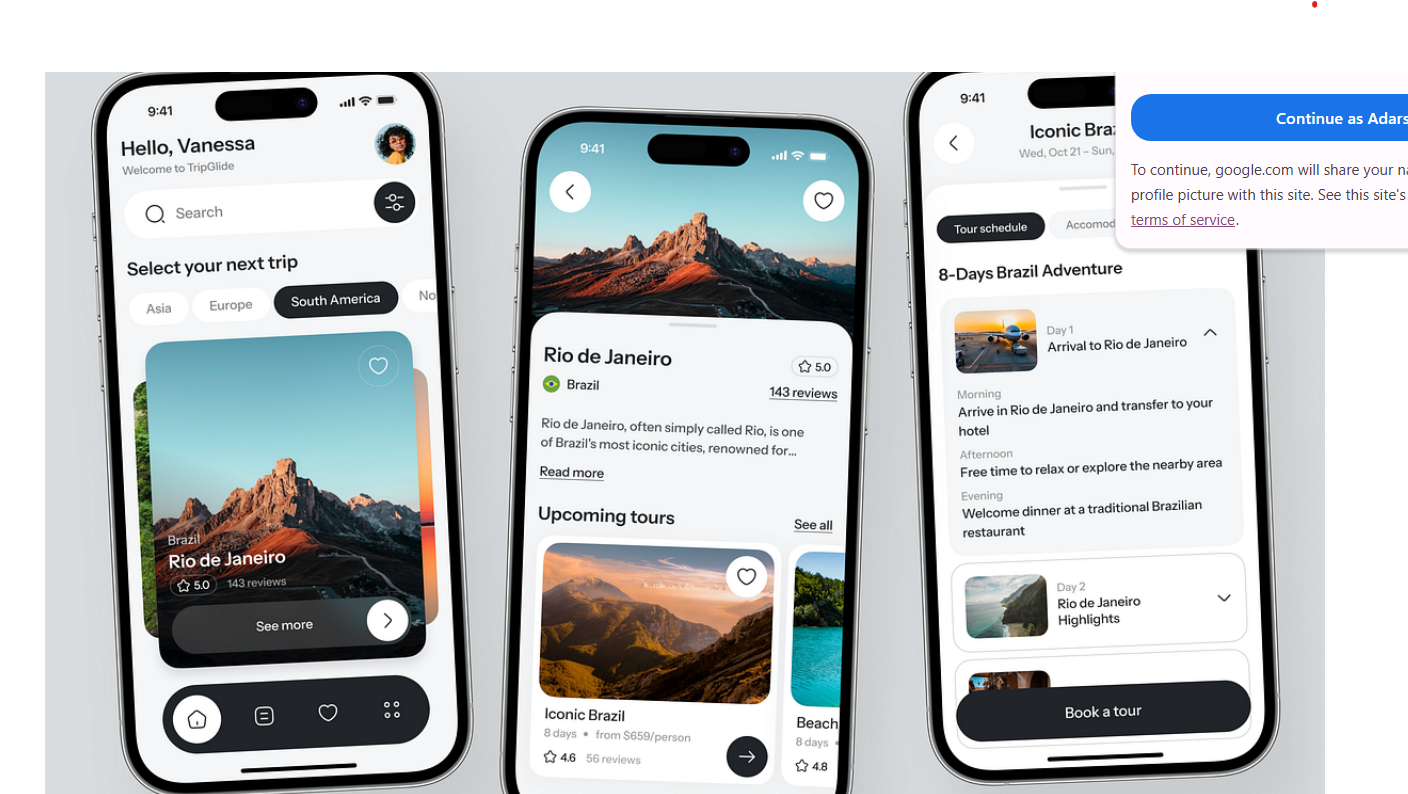 9:41
Hello, Vanessa
Welcome to TripGlide
Search
Select your next trip
Asia
Europe
South America
No
Brazil
Rio de Janeiro
5.0
143 reviews
See more
9:41
Rio de Janeiro
5.0
Brazil
143 reviews
Rio de Janeiro, often simply called Rio, is one
of Brazil's most iconic cities, renowned for...
Read more
Upcoming tours
See all
Iconic Brazil
8 days • from $659/person
4.6 56 reviews
Beach
8 days •
4.8
9:41
Iconic Braz
Wed, Oct 21 – Sun,
Tour schedule
Accomod
8-Days Brazil Adventure
Day 1
Arrival to Rio de Janeiro
Morning
Arrive in Rio de Janeiro and transfer to your
hotel
Afternoon
Free time to relax or explore the nearby area
Evening
Welcome dinner at a traditional Brazilian
restaurant
Day 2
Rio de Janeiro
Highlights
Book a tour
Continue as Adars
To continue, google.com will share your na
profile picture with this site. See this site's
terms of service.